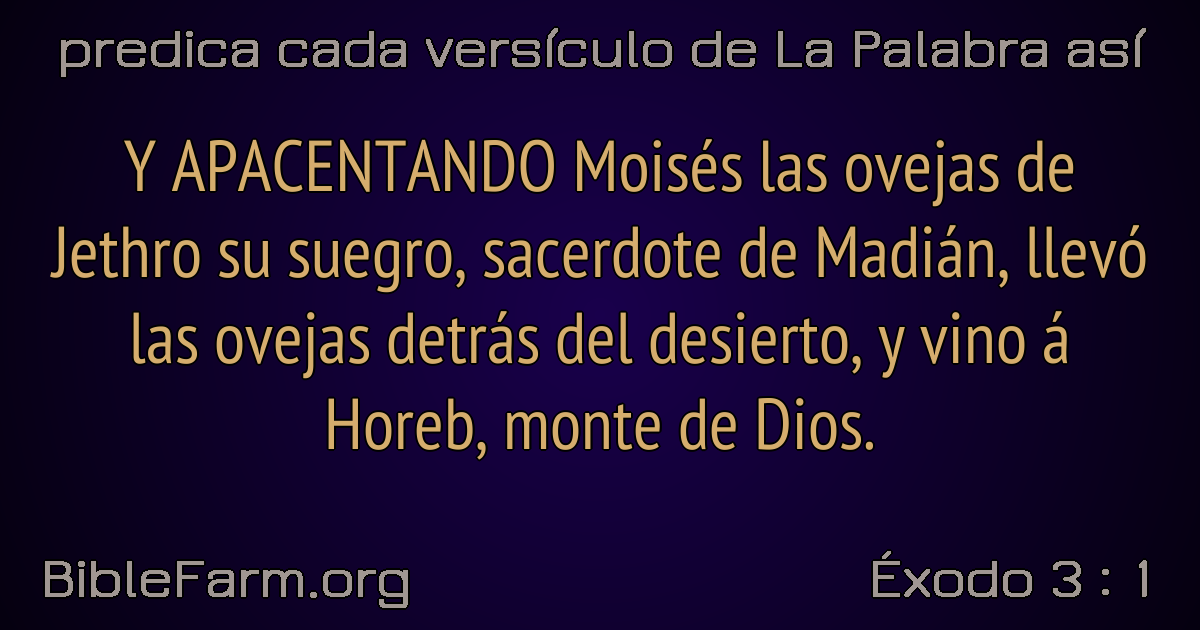 predica cada versículo de La Palabra así
Y APACENTANDO Moisés las ovejas de
Jethro su suegro, sacerdote de Madián, llevó
las ovejas detrás del desierto, y vino á
Horeb, monte de Dios.
BibleFarm.org
Éxodo 3 : 1